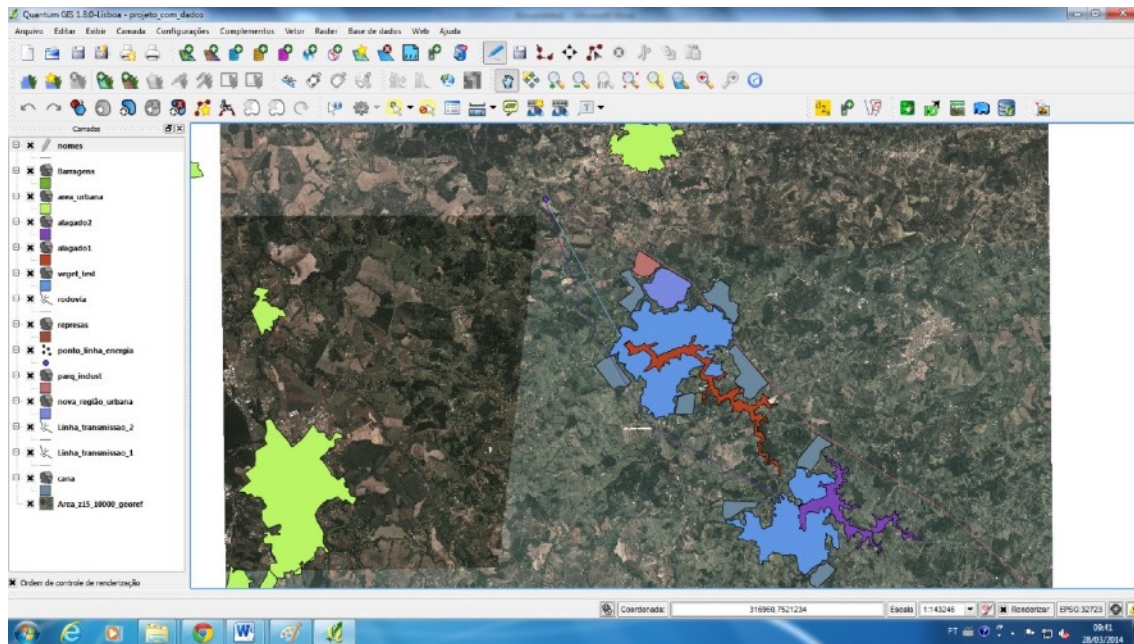 Quantum GIS 1.8.0-Lisboa - projeto_com_dados
Arquivo Editar Exibir Camada Configurações Complementos Vetor Raster Base de dados Web Ajuda
Camadas
nomes
Barragens
area_urbana
alagado2
alagado1
veget_test
rodovia
represas
ponto_linha_energia
parq_indust
nova_região_urbana
Linha_transmissao_2
Linha_transmissao_1
cana
Area_z15_10000_georef
Ordem de controle de renderização
Coordenada: 316960,7521234 Escala 1:143246 Renderizar EPSG:32723
PT 09:41
28/03/2014